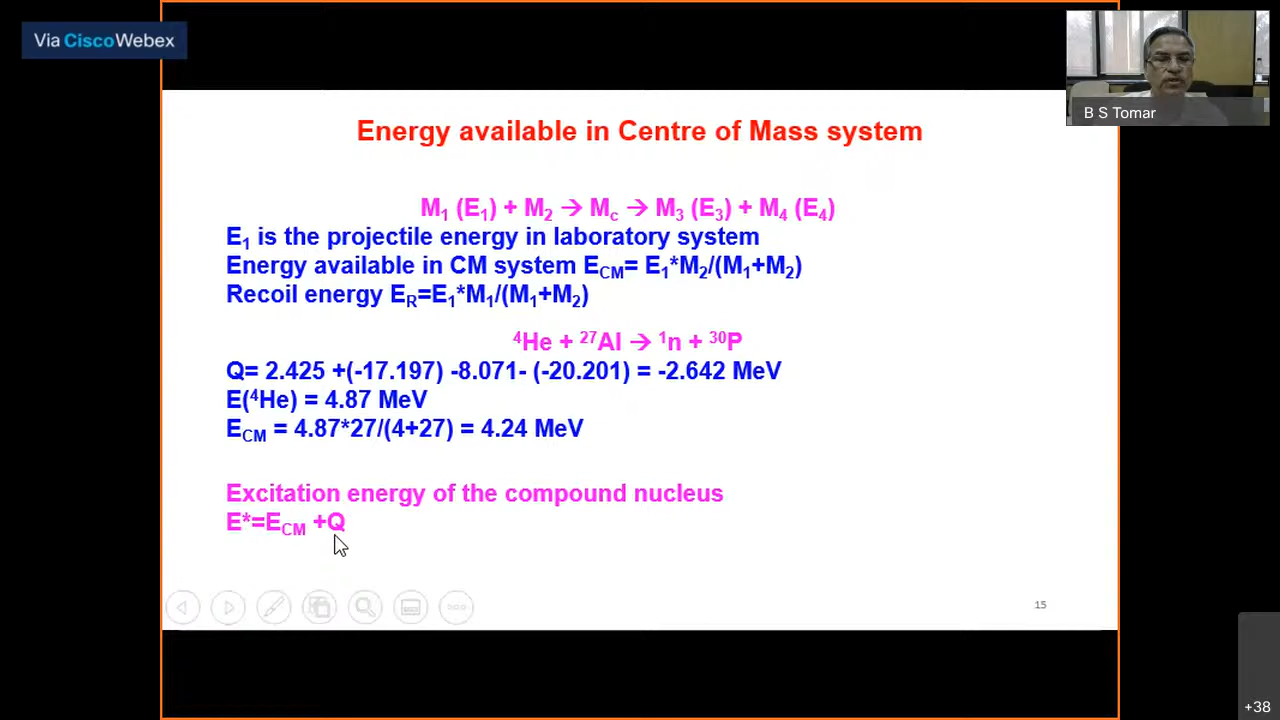 Via CiscoWebex
B S Tomar
Energy available in Centre of Mass system
M₁ (E₁) + M₂ → Mc → M₃ (E₃) + M₄ (E₄)
E₁ is the projectile energy in laboratory system
Energy available in CM system E_CM= E₁*M₂/(M₁+M₂)
Recoil energy E_R=E₁*M₁/(M₁+M₂)
⁴He + ²⁷Al → ¹n + ³⁰P
Q= 2.425 +(-17.197) -8.071- (-20.201) = -2.642 MeV
E(⁴He) = 4.87 MeV
E_CM = 4.87*27/(4+27) = 4.24 MeV
Excitation energy of the compound nucleus
E*=E_CM +Q
15
+38